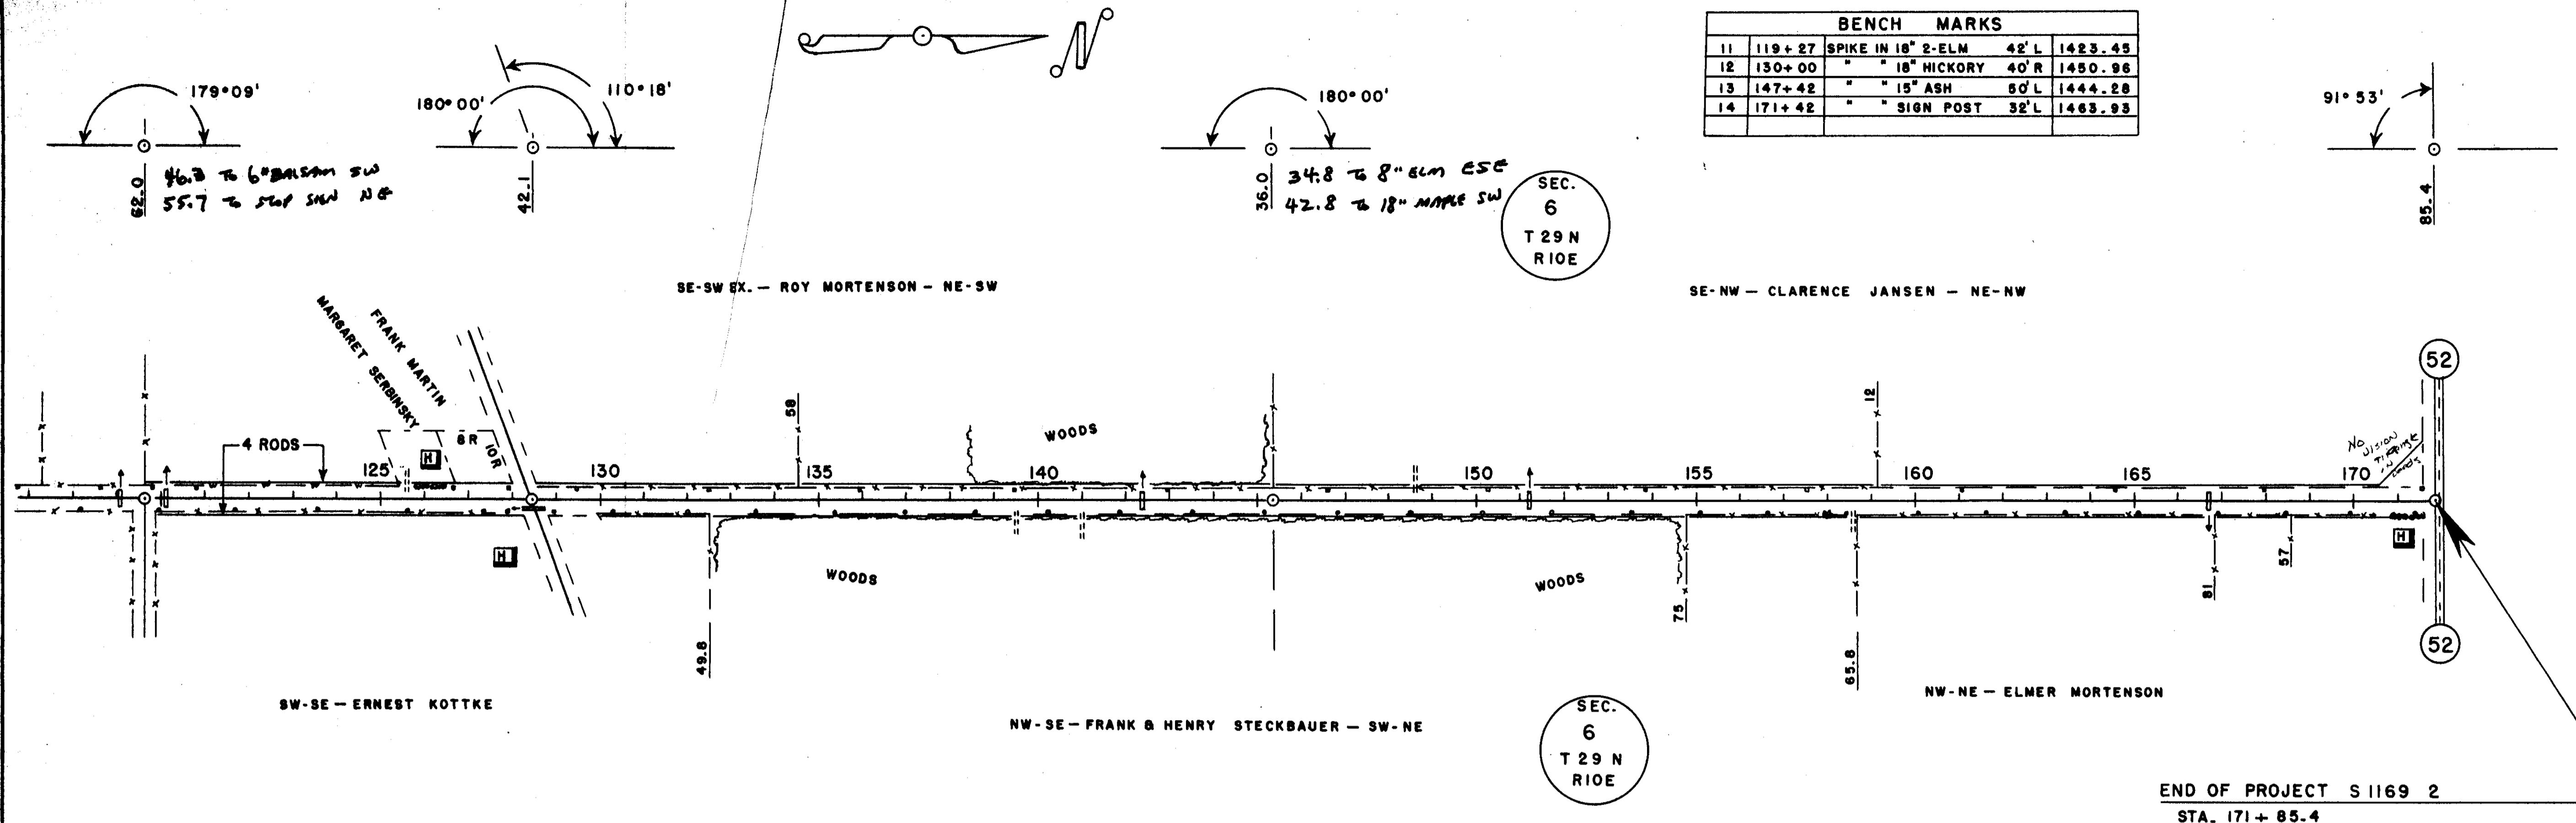 BENCH MARKS
11 119+27 SPIKE IN 18" 2-ELM 42' L 1423.45
12 130+00 " " 18" HICKORY 40' R 1450.96
13 147+42 " " 15" ASH 50' L 1444.28
14 171+42 " " SIGN POST 32' L 1463.93
179°09'
180°00'
110°18'
180°00'
91°53'
62.0
46.3 TO 6" BALSAM SW
55.7 TO STOP SIGN NE
42.1
36.0
34.8 TO 8" ELM ESE
42.8 TO 18" MAPLE SW
85.4
SEC.
6
T 29 N
R10E
SE-SW EX. — ROY MORTENSON — NE-SW
SE-NW — CLARENCE JANSEN — NE-NW
FRANK MARTIN
MARGARET SERBINSKY
52
4 RODS
8R
10R
H
58
WOODS
12
NO VISION
TRIANGLE
IN
125
130
135
140
150
155
160
165
170
H
H
WOODS
WOODS
49.8
75
65.8
81
57
52
SW-SE — ERNEST KOTTKE
NW-SE — FRANK & HENRY STECKBAUER — SW-NE
NW-NE — ELMER MORTENSON
SEC.
6
T 29 N
R10E
END OF PROJECT S 1169 2
STA. 171 + 85.4